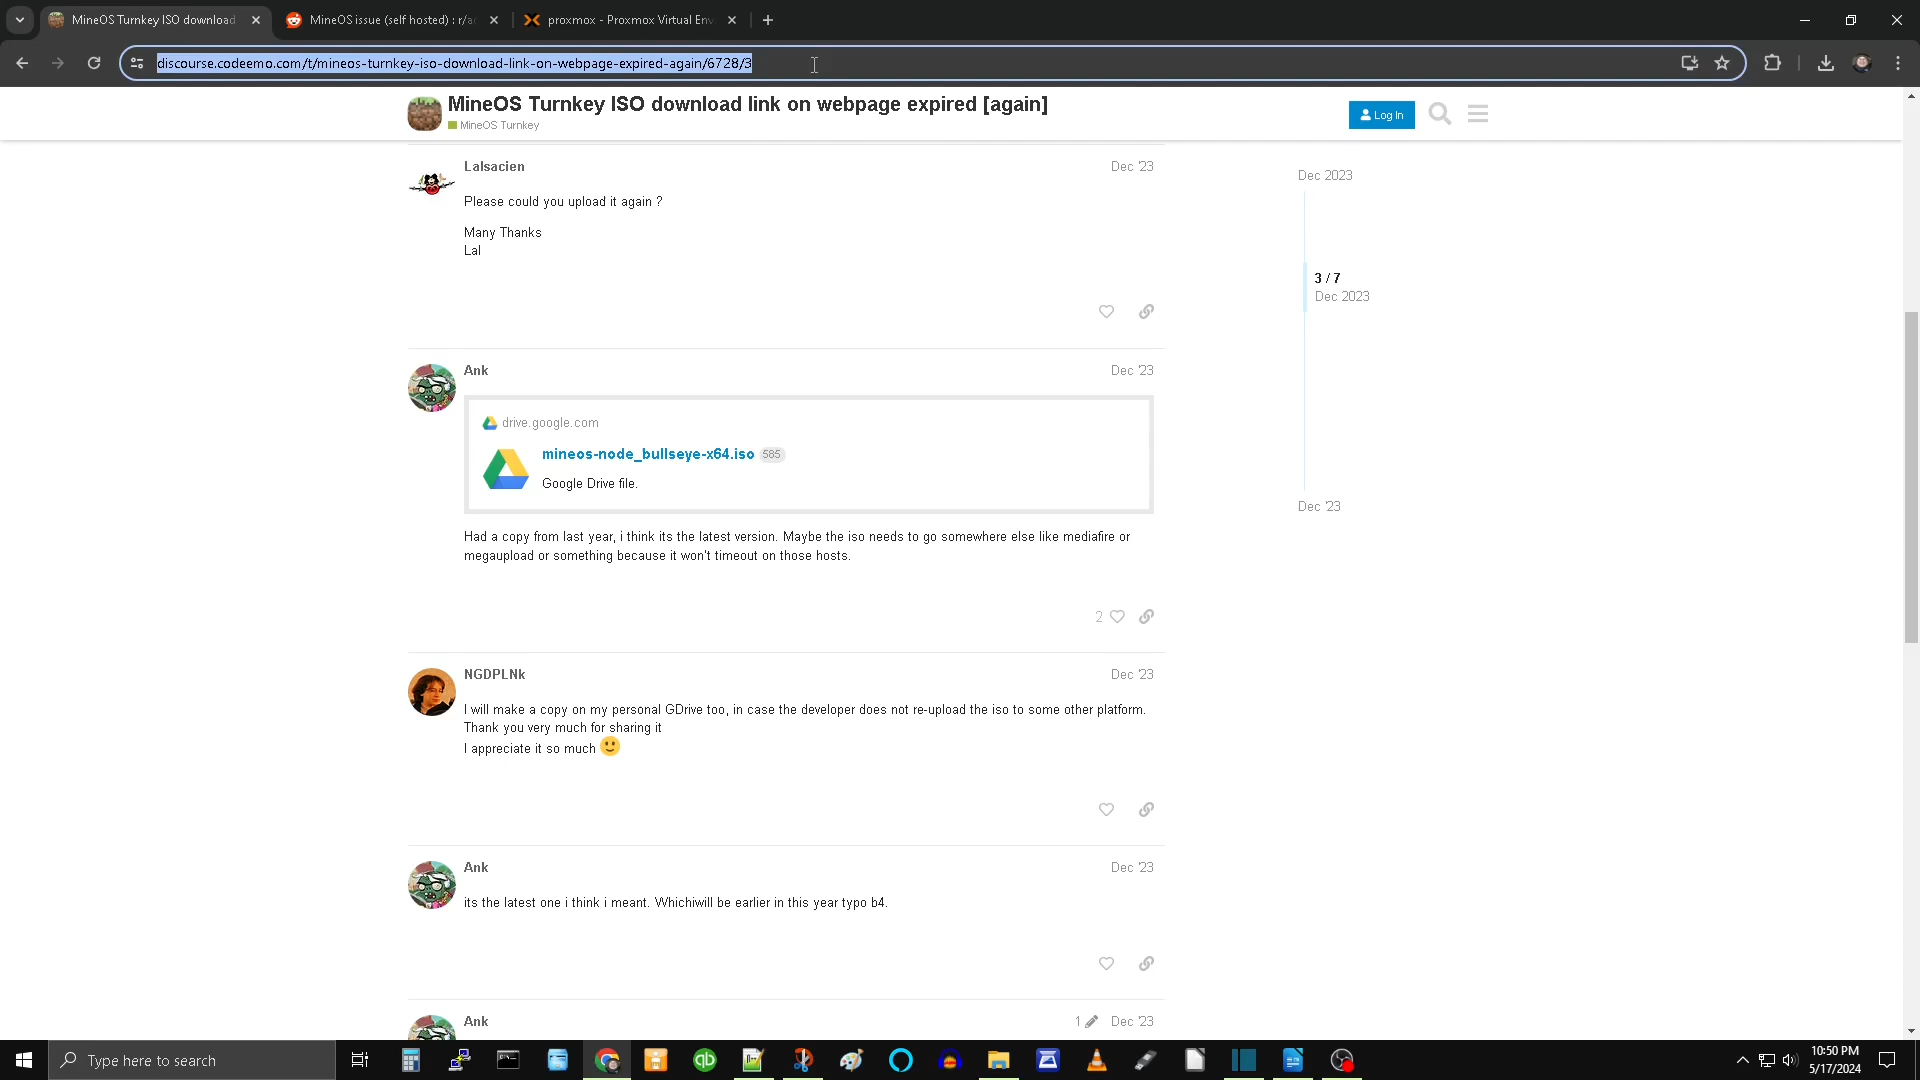 MineOS Turnkey ISO download
MineOS issue (self hosted) : r/a
proxmox - Proxmox Virtual Env
discourse.codeemo.com/t/mineos-turnkey-iso-download-link-on-webpage-expired-again/6728/3
MineOS Turnkey ISO download link on webpage expired [again]
MineOS Turnkey
Log In
Lalsacien
Dec '23
Please could you upload it again ?
Many Thanks
Lal
Dec 2023
3 / 7
Dec 2023
Dec '23
Ank
Dec '23
drive.google.com
mineos-node_bullseye-x64.iso 585
Google Drive file.
Had a copy from last year, i think its the latest version. Maybe the iso needs to go somewhere else like mediafire or
megaupload or something because it won't timeout on those hosts.
2
NGDPLNk
Dec '23
I will make a copy on my personal GDrive too, in case the developer does not re-upload the iso to some other platform.
Thank you very much for sharing it
I appreciate it so much
Ank
Dec '23
its the latest one i think i meant. Whichiwill be earlier in this year typo b4.
Ank
1
Dec '23
Type here to search
qb
10:50 PM
5/17/2024